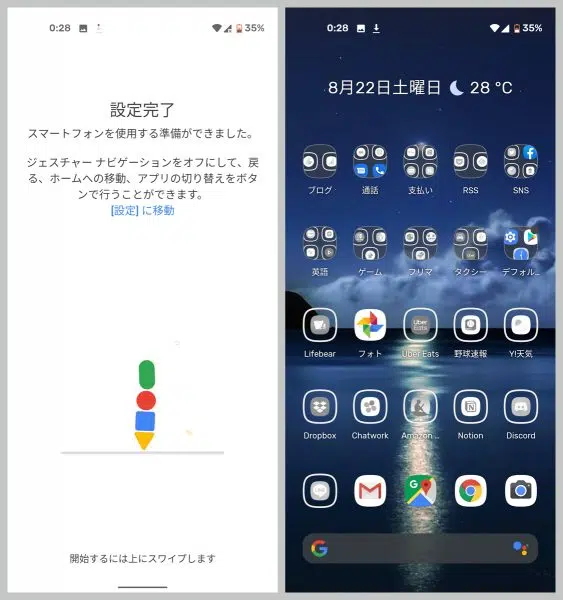 0:28
35%
設定完了
スマートフォンを使用する準備ができました。
ジェスチャー ナビゲーションをオフにして、戻
る、ホームへの移動、アプリの切り替えをボタ
ンで行うことができます。
[設定] に移動
開始するには上にスワイプします
0:28
35%
8月22日土曜日 28 °C
ブログ 通話 支払い RSS SNS
英語 ゲーム フリマ タクシー デフォル...
Lifebear フォト Uber Eats 野球速報 Y!天気
Dropbox Chatwork Amazon ... Notion Discord